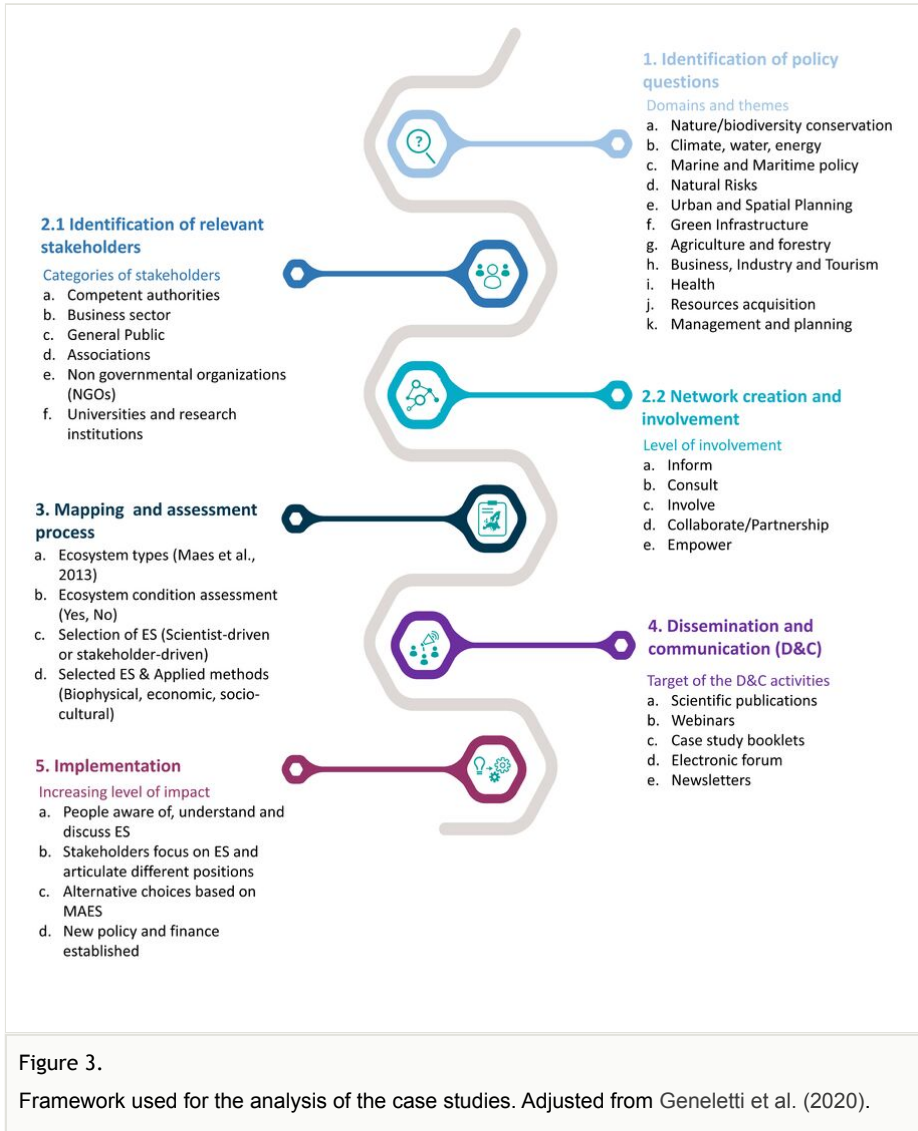 1. Identification of policy
questions
Domains and themes
a. Nature/biodiversity conservation
b. Climate, water, energy
c. Marine and Maritime policy
d. Natural Risks
e. Urban and Spatial Planning
f. Green Infrastructure
g. Agriculture and forestry
h. Business, Industry and Tourism
i. Health
j. Resources acquisition
k. Management and planning
?
2.1 Identification of relevant
stakeholders
Categories of stakeholders
a. Competent authorities
b. Business sector
c. General Public
d. Associations
e. Non governmental organizations
(NGOs)
f. Universities and research
institutions
2.2 Network creation and
involvement
Level of involvement
a. Inform
b. Consult
c. Involve
d. Collaborate/Partnership
e. Empower
3. Mapping and assessment
process
a. Ecosystem types (Maes et al.,
2013)
b. Ecosystem condition assessment
(Yes, No)
c. Selection of ES (Scientist-driven
or stakeholder-driven)
d. Selected ES & Applied methods
(Biophysical, economic, socio-
cultural)
4. Dissemination and
communication (D&C)
Target of the D&C activities
a. Scientific publications
b. Webinars
c. Case study booklets
d. Electronic forum
e. Newsletters
5. Implementation
Increasing level of impact
a. People aware of, understand and
discuss ES
b. Stakeholders focus on ES and
articulate different positions
c. Alternative choices based on
MAES
d. New policy and finance
established
Figure 3.
Framework used for the analysis of the case studies. Adjusted from Geneletti et al. (2020).